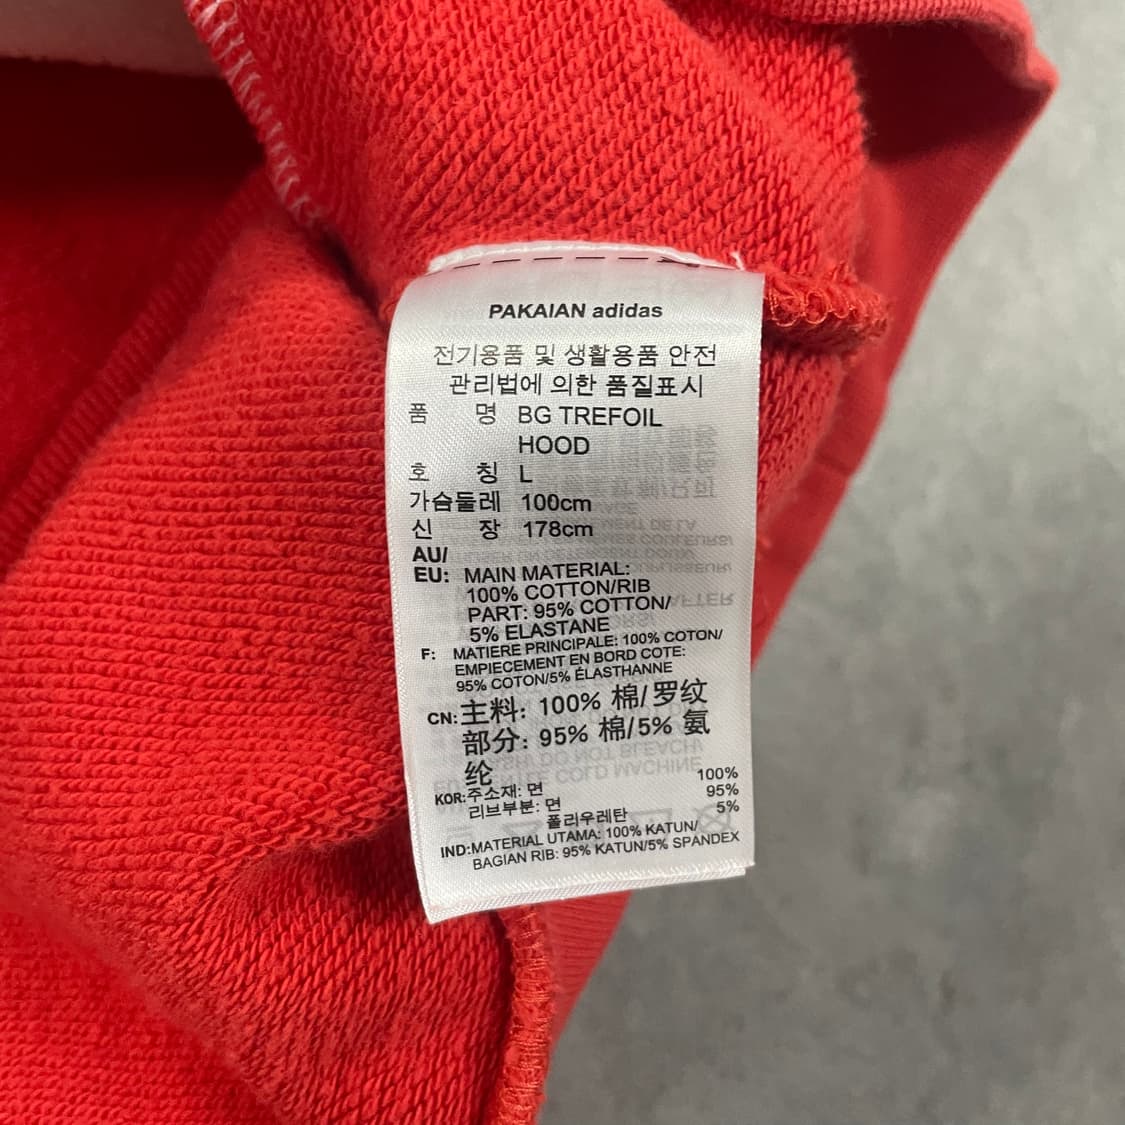 PAKAIAN adidas
전기용품 및 생활용품 안전
관리법에 의한 품질표시
품 명 BG TREFOIL
HOOD
호 칭 L
가슴둘레 100cm
신 장 178cm
AU/
EU: MAIN MATERIAL:
100% COTTON/RIB
PART: 95% COTTON/
5% ELASTANE
F: MATIERE PRINCIPALE: 100% COTON/
EMPIECEMENT EN BORD COTE:
95% COTON/5% ÉLASTHANNE
CN: 主料: 100% 棉/罗纹
部分: 95% 棉/5% 氨
纶
KOR: 주소재: 면 100%
리브부분: 면 95%
폴리우레탄 5%
IND: MATERIAL UTAMA: 100% KATUN/
BAGIAN RIB: 95% KATUN/5% SPANDEX